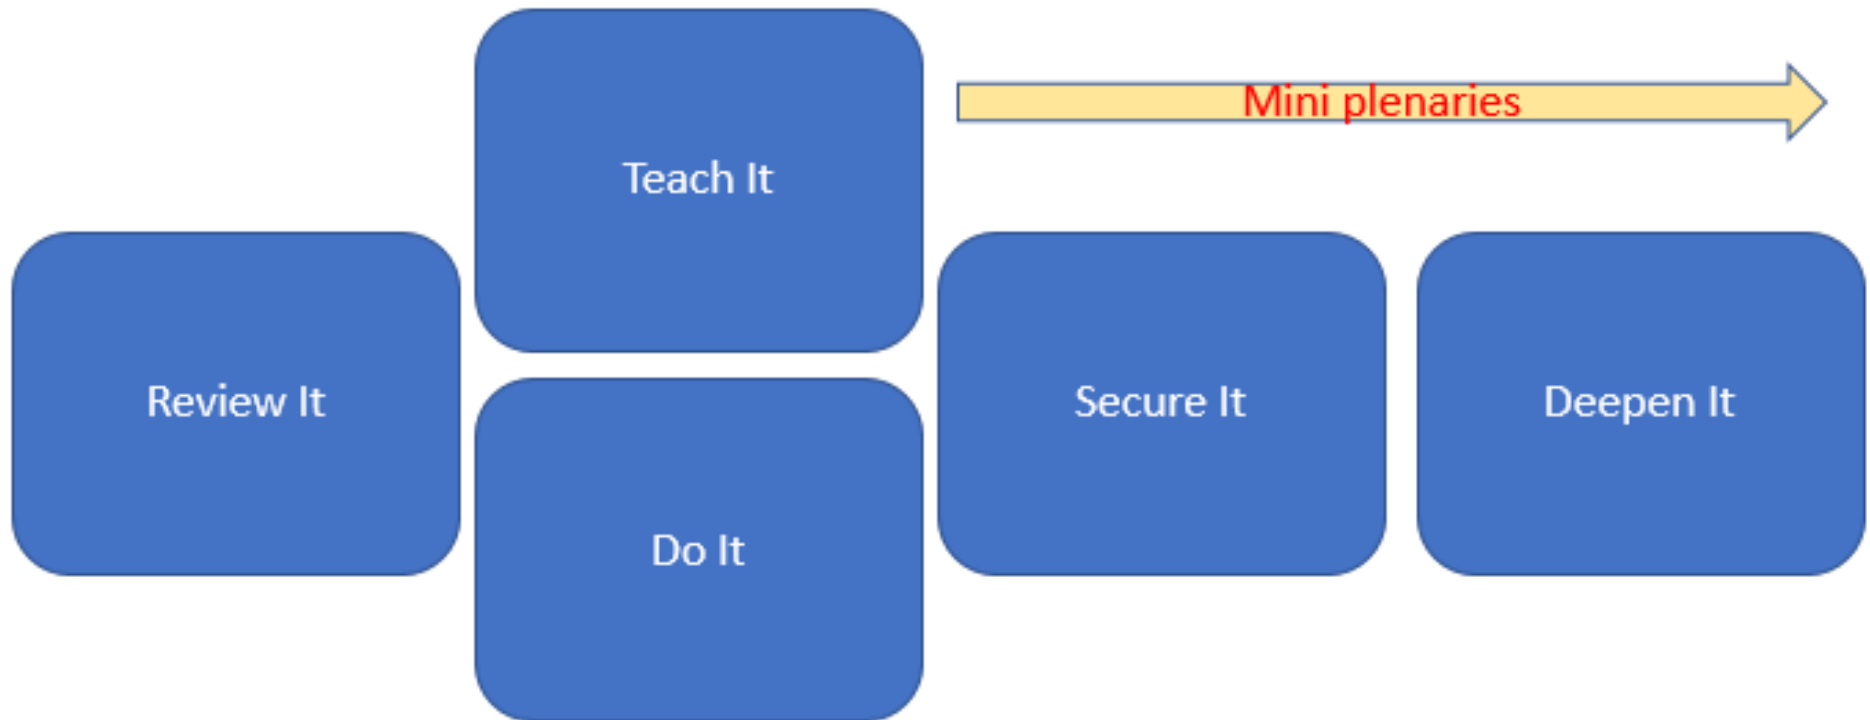 Review It
Teach It
Do It
Mini plenaries
Secure It
Deepen It